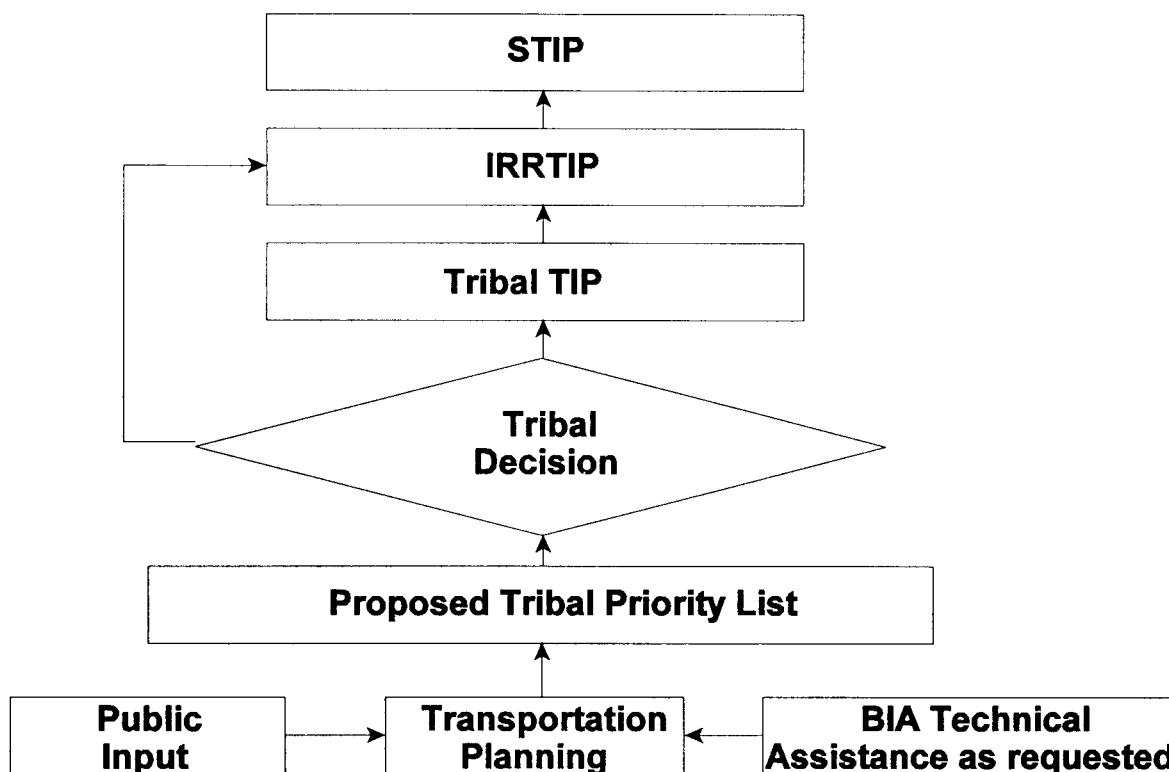 STIP
IRRTIP
Tribal TIP
Tribal
Decision
Proposed Tribal Priority List
Public
Input
Transportation
Planning
BIA Technical
Assistance as requested